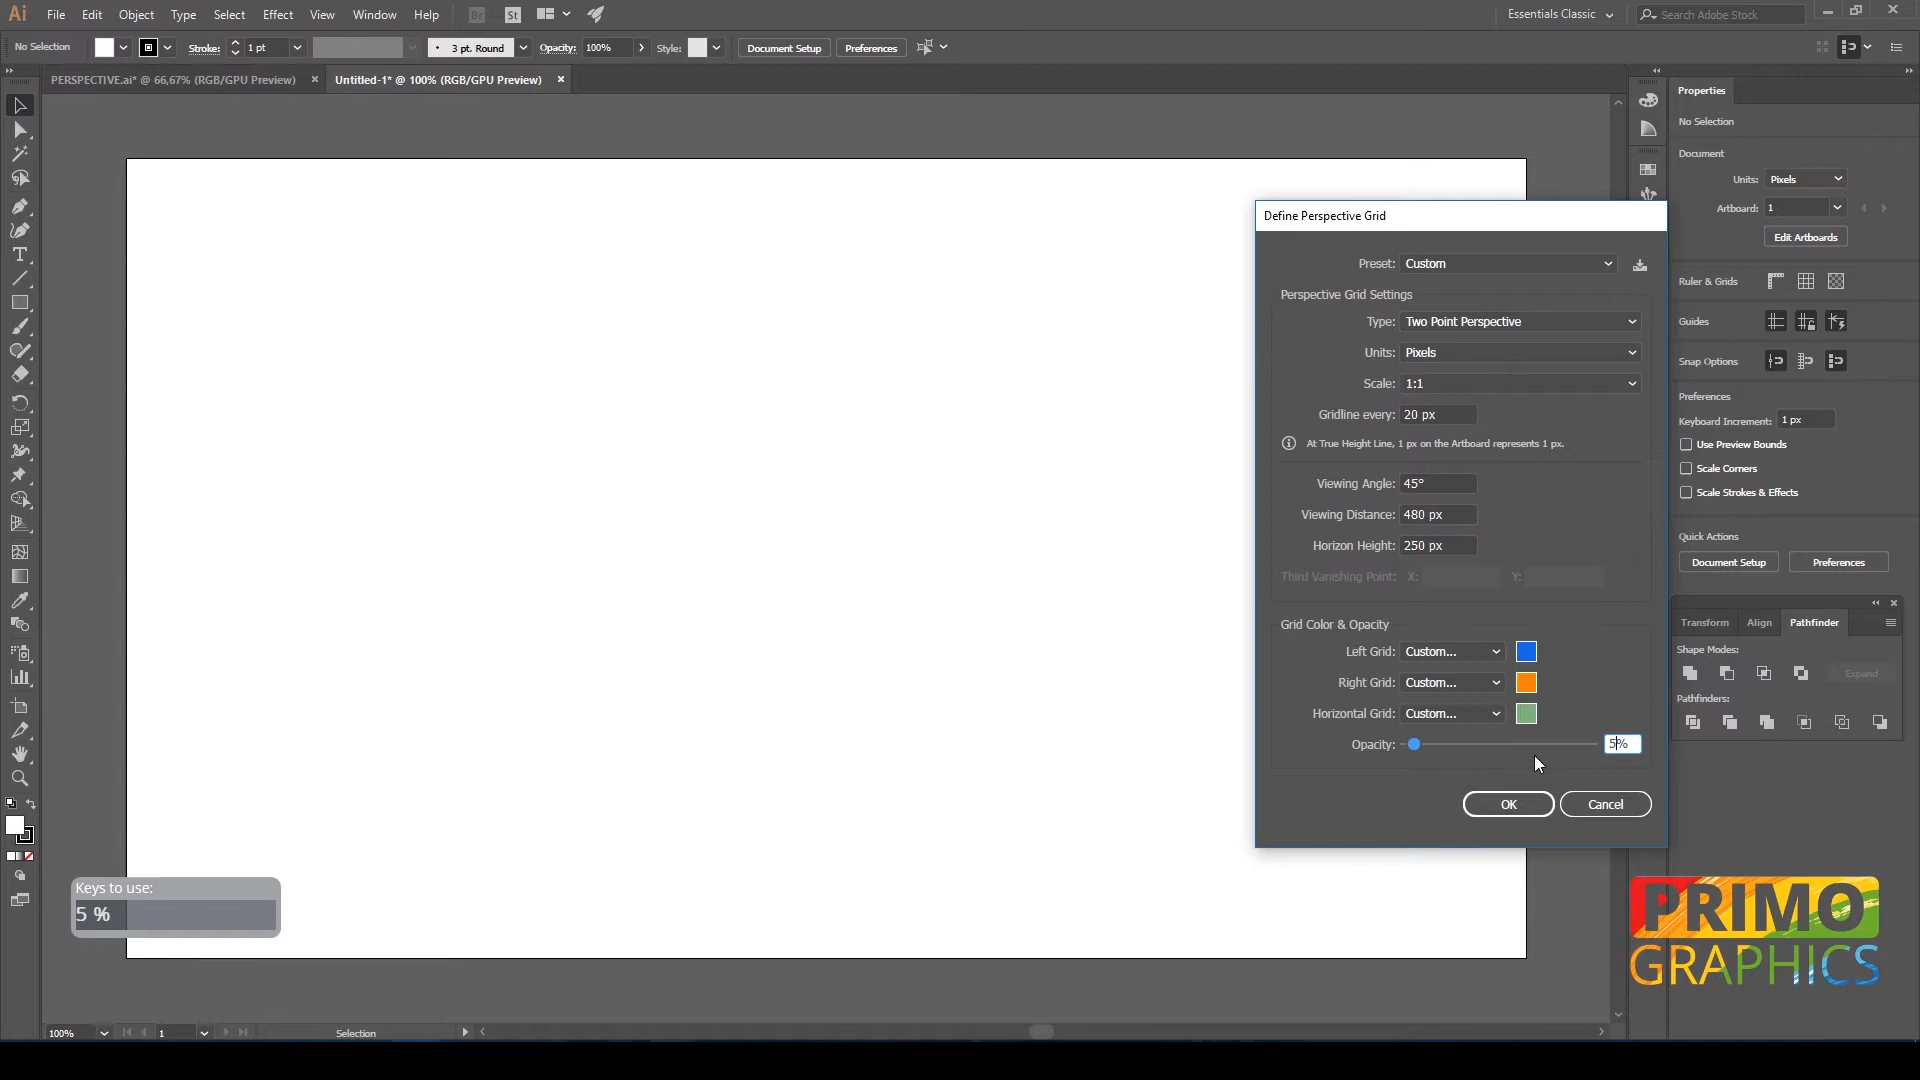 Ai File Edit Object Type Select Effect View Window Help Br St Essentials Classic Search Adobe Stock
No Selection Stroke: 1 pt 3 pt. Round Opacity: 100% Style: Document Setup Preferences
PERSPECTIVE.ai* @ 66,67% (RGB/GPU Preview) × Untitled-1* @ 100% (RGB/GPU Preview) ×
Properties
No Selection
Document
Units: Pixels
Artboard: 1
Edit Artboards
Ruler & Grids
Guides
Snap Options
Preferences
Keyboard Increment: 1 px
Use Preview Bounds
Scale Corners
Scale Strokes & Effects
Quick Actions
Document Setup Preferences
Transform Align Pathfinder
Shape Modes:
Expand
Pathfinders:
Define Perspective Grid
Preset: Custom
Perspective Grid Settings
Type: Two Point Perspective
Units: Pixels
Scale: 1:1
Gridline every: 20 px
At True Height Line, 1 px on the Artboard represents 1 px.
Viewing Angle: 45°
Viewing Distance: 480 px
Horizon Height: 250 px
Third Vanishing Point: X: Y:
Grid Color & Opacity
Left Grid: Custom...
Right Grid: Custom...
Horizontal Grid: Custom...
Opacity: 5%
OK Cancel
Keys to use:
5 %
PRIMO
GRAPHICS
100% 1 Selection